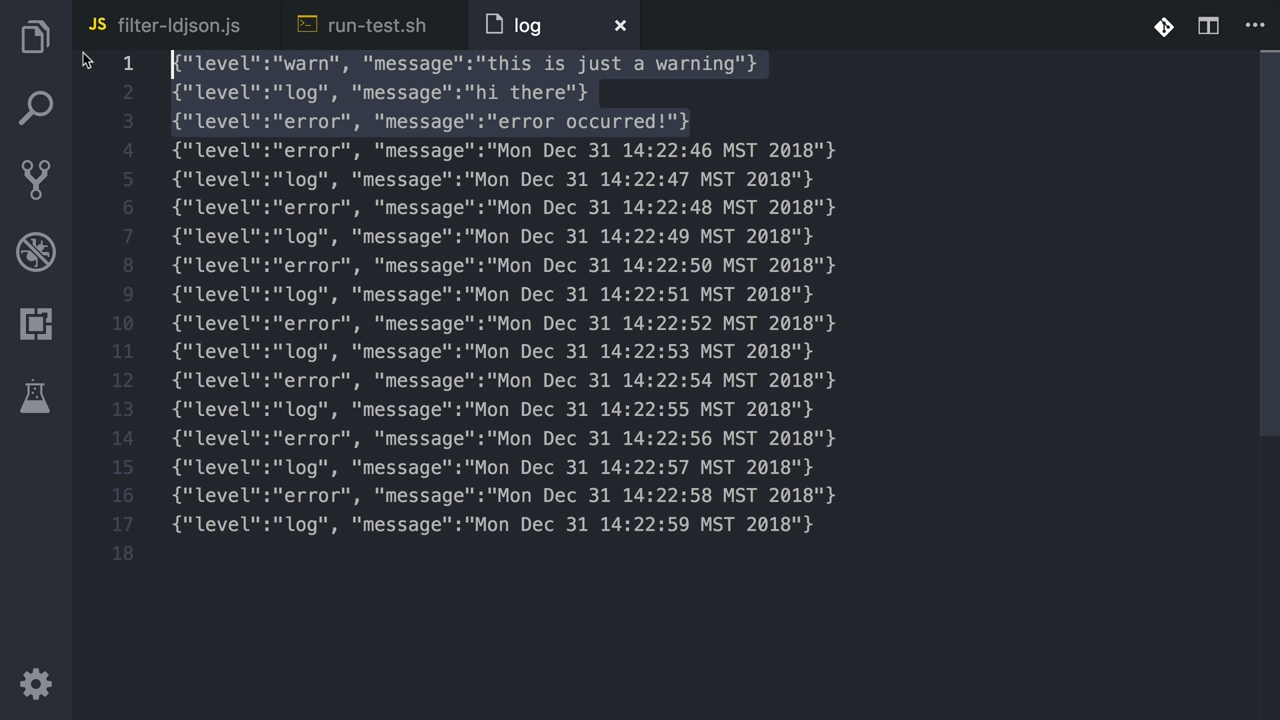 JS filter-ldjson.js run-test.sh log
1 {"level":"warn", "message":"this is just a warning"}
2 {"level":"log", "message":"hi there"}
3 {"level":"error", "message":"error occurred!"}
4 {"level":"error", "message":"Mon Dec 31 14:22:46 MST 2018"}
5 {"level":"log", "message":"Mon Dec 31 14:22:47 MST 2018"}
6 {"level":"error", "message":"Mon Dec 31 14:22:48 MST 2018"}
7 {"level":"log", "message":"Mon Dec 31 14:22:49 MST 2018"}
8 {"level":"error", "message":"Mon Dec 31 14:22:50 MST 2018"}
9 {"level":"log", "message":"Mon Dec 31 14:22:51 MST 2018"}
10 {"level":"error", "message":"Mon Dec 31 14:22:52 MST 2018"}
11 {"level":"log", "message":"Mon Dec 31 14:22:53 MST 2018"}
12 {"level":"error", "message":"Mon Dec 31 14:22:54 MST 2018"}
13 {"level":"log", "message":"Mon Dec 31 14:22:55 MST 2018"}
14 {"level":"error", "message":"Mon Dec 31 14:22:56 MST 2018"}
15 {"level":"log", "message":"Mon Dec 31 14:22:57 MST 2018"}
16 {"level":"error", "message":"Mon Dec 31 14:22:58 MST 2018"}
17 {"level":"log", "message":"Mon Dec 31 14:22:59 MST 2018"}
18